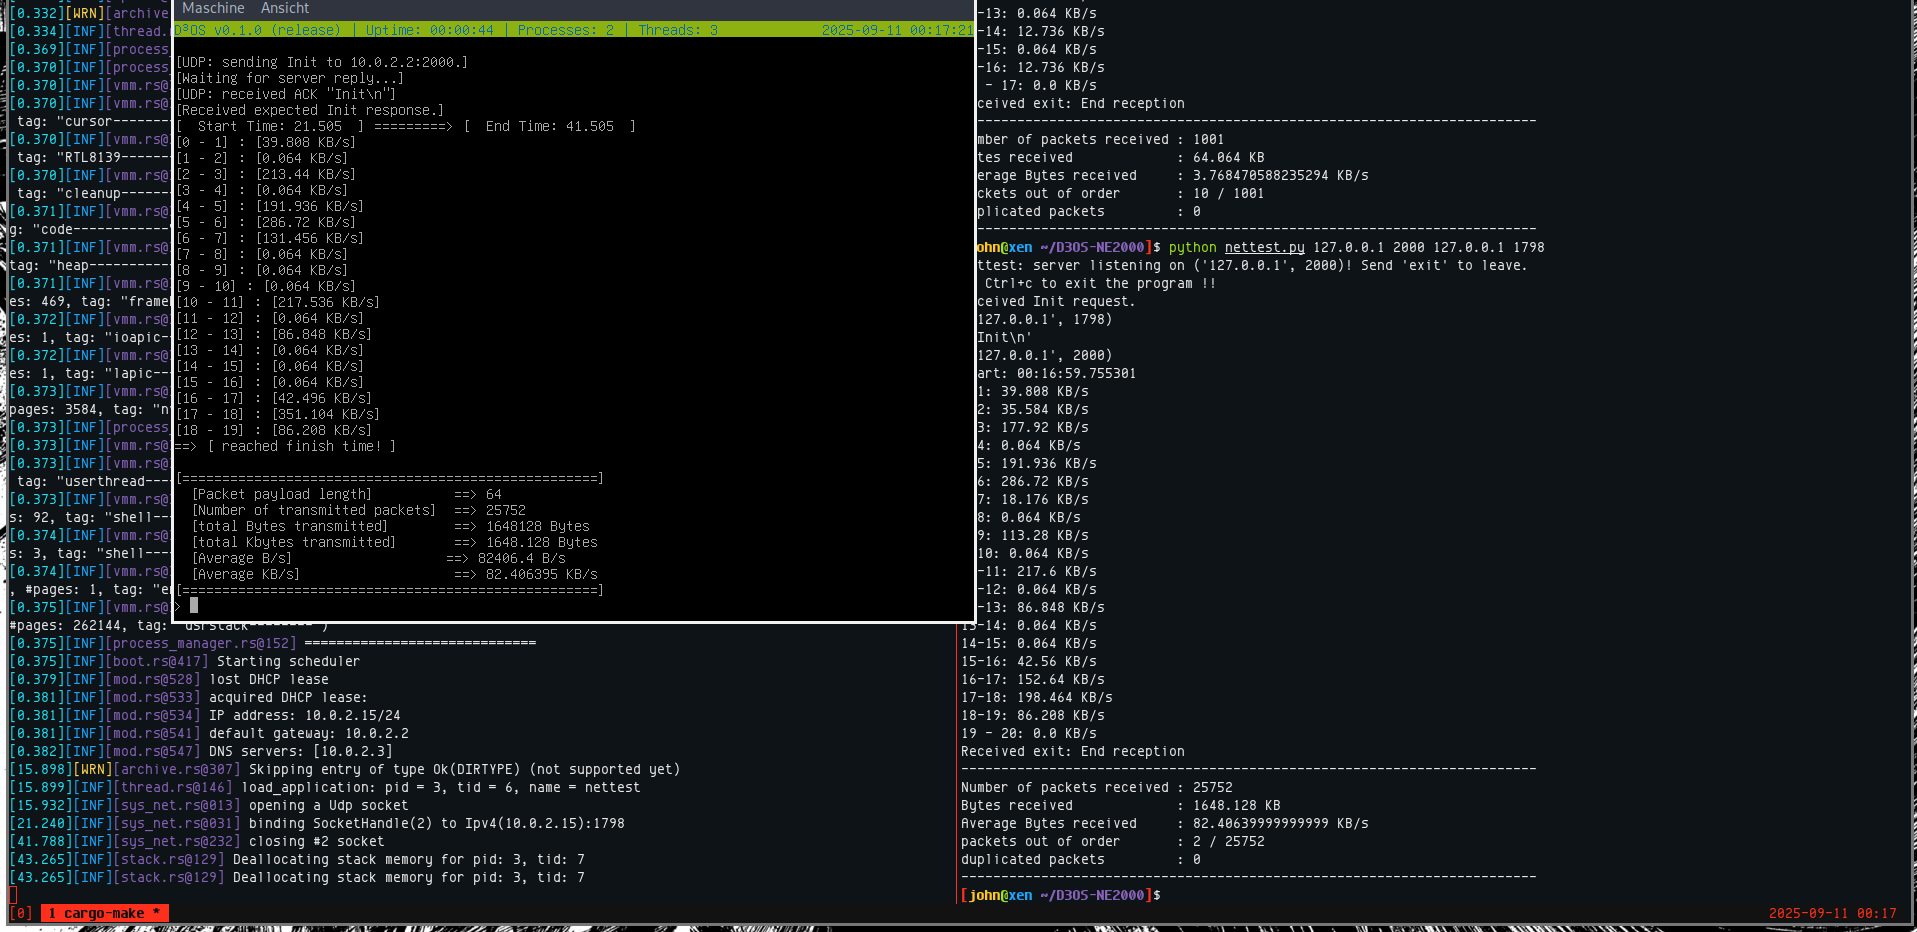 Maschine Ansicht
D³OS v0.1.0 (release) | Uptime: 00:00:44 | Processes: 2 | Threads: 3 2025-09-11 00:17:21
[UDP: sending Init to 10.0.2.2:2000.]
[Waiting for server reply...]
[UDP: received ACK "Init\n"]
[Received expected Init response.]
[ Start Time: 21.505 ] =========> [ End Time: 41.505 ]
[0 - 1] : [39.808 KB/s]
[1 - 2] : [0.064 KB/s]
[2 - 3] : [213.44 KB/s]
[3 - 4] : [0.064 KB/s]
[4 - 5] : [191.936 KB/s]
[5 - 6] : [286.72 KB/s]
[6 - 7] : [131.456 KB/s]
[7 - 8] : [0.064 KB/s]
[8 - 9] : [0.064 KB/s]
[9 - 10] : [0.064 KB/s]
[10 - 11] : [217.536 KB/s]
[11 - 12] : [0.064 KB/s]
[12 - 13] : [86.848 KB/s]
[13 - 14] : [0.064 KB/s]
[14 - 15] : [0.064 KB/s]
[15 - 16] : [0.064 KB/s]
[16 - 17] : [42.496 KB/s]
[17 - 18] : [351.104 KB/s]
[18 - 19] : [86.208 KB/s]
==> [ reached finish time! ]
[=====================================================]
[Packet payload length] ==> 64
[Number of transmitted packets] ==> 25752
[total Bytes transmitted] ==> 1648128 Bytes
[total Kbytes transmitted] ==> 1648.128 Bytes
[Average B/s] ==> 82406.4 B/s
[Average KB/s] ==> 82.406395 KB/s
[=====================================================]
>
[0.332][WRN][archive
[0.334][INF][thread.
[0.369][INF][process
[0.370][INF][process
[0.370][INF][vmm.rs@
[0.370][INF][vmm.rs@
tag: "cursor------
[0.370][INF][vmm.rs@
tag: "RTL8139------
[0.370][INF][vmm.rs@
tag: "cleanup------
[0.371][INF][vmm.rs@
g: "code------------
[0.371][INF][vmm.rs@
tag: "heap----------
[0.371][INF][vmm.rs@
es: 469, tag: "frame
[0.372][INF][vmm.rs@
es: 1, tag: "ioapic-
[0.372][INF][vmm.rs@
es: 1, tag: "lapic--
[0.373][INF][vmm.rs@
pages: 3584, tag: "n
[0.373][INF][process
[0.373][INF][vmm.rs@
[0.373][INF][vmm.rs@
tag: "userthread---
[0.373][INF][vmm.rs@
s: 92, tag: "shell--
[0.374][INF][vmm.rs@
s: 3, tag: "shell---
[0.374][INF][vmm.rs@
, #pages: 1, tag: "e
[0.375][INF][vmm.rs@
#pages: 262144, tag: "usrstack-------- )
[0.375][INF][process_manager.rs@152] =============================
[0.375][INF][boot.rs@417] Starting scheduler
[0.379][INF][mod.rs@528] lost DHCP lease
[0.381][INF][mod.rs@533] acquired DHCP lease:
[0.381][INF][mod.rs@534] IP address: 10.0.2.15/24
[0.381][INF][mod.rs@541] default gateway: 10.0.2.2
[0.382][INF][mod.rs@547] DNS servers: [10.0.2.3]
[15.898][WRN][archive.rs@307] Skipping entry of type Ok(DIRTYPE) (not supported yet)
[15.899][INF][thread.rs@146] load_application: pid = 3, tid = 6, name = nettest
[15.932][INF][sys_net.rs@013] opening a Udp socket
[21.240][INF][sys_net.rs@031] binding SocketHandle(2) to Ipv4(10.0.2.15):1798
[41.788][INF][sys_net.rs@232] closing #2 socket
[43.265][INF][stack.rs@129] Deallocating stack memory for pid: 3, tid: 7
[43.265][INF][stack.rs@129] Deallocating stack memory for pid: 3, tid: 7
-13: 0.064 KB/s
-14: 12.736 KB/s
-15: 0.064 KB/s
-16: 12.736 KB/s
- 17: 0.0 KB/s
ceived exit: End reception
------------------------------------------------------------------------
mber of packets received : 1001
tes received : 64.064 KB
erage Bytes received : 3.768470588235294 KB/s
ckets out of order : 10 / 1001
plicated packets : 0
------------------------------------------------------------------------
ohn@xen ~/D3OS-NE2000]$ python nettest.py 127.0.0.1 2000 127.0.0.1 1798
ttest: server listening on ('127.0.0.1', 2000)! Send 'exit' to leave.
Ctrl+c to exit the program !!
ceived Init request.
127.0.0.1', 1798)
Init\n'
127.0.0.1', 2000)
art: 00:16:59.755301
1: 39.808 KB/s
2: 35.584 KB/s
3: 177.92 KB/s
4: 0.064 KB/s
5: 191.936 KB/s
6: 286.72 KB/s
7: 18.176 KB/s
8: 0.064 KB/s
9: 113.28 KB/s
10: 0.064 KB/s
-11: 217.6 KB/s
-12: 0.064 KB/s
-13: 86.848 KB/s
13-14: 0.064 KB/s
14-15: 0.064 KB/s
15-16: 42.56 KB/s
16-17: 152.64 KB/s
17-18: 198.464 KB/s
18-19: 86.208 KB/s
19 - 20: 0.0 KB/s
Received exit: End reception
------------------------------------------------------------------------
Number of packets received : 25752
Bytes received : 1648.128 KB
Average Bytes received : 82.40639999999999 KB/s
packets out of order : 2 / 25752
duplicated packets : 0
------------------------------------------------------------------------
[john@xen ~/D3OS-NE2000]$
[0] 1 cargo-make * 2025-09-11 00:17